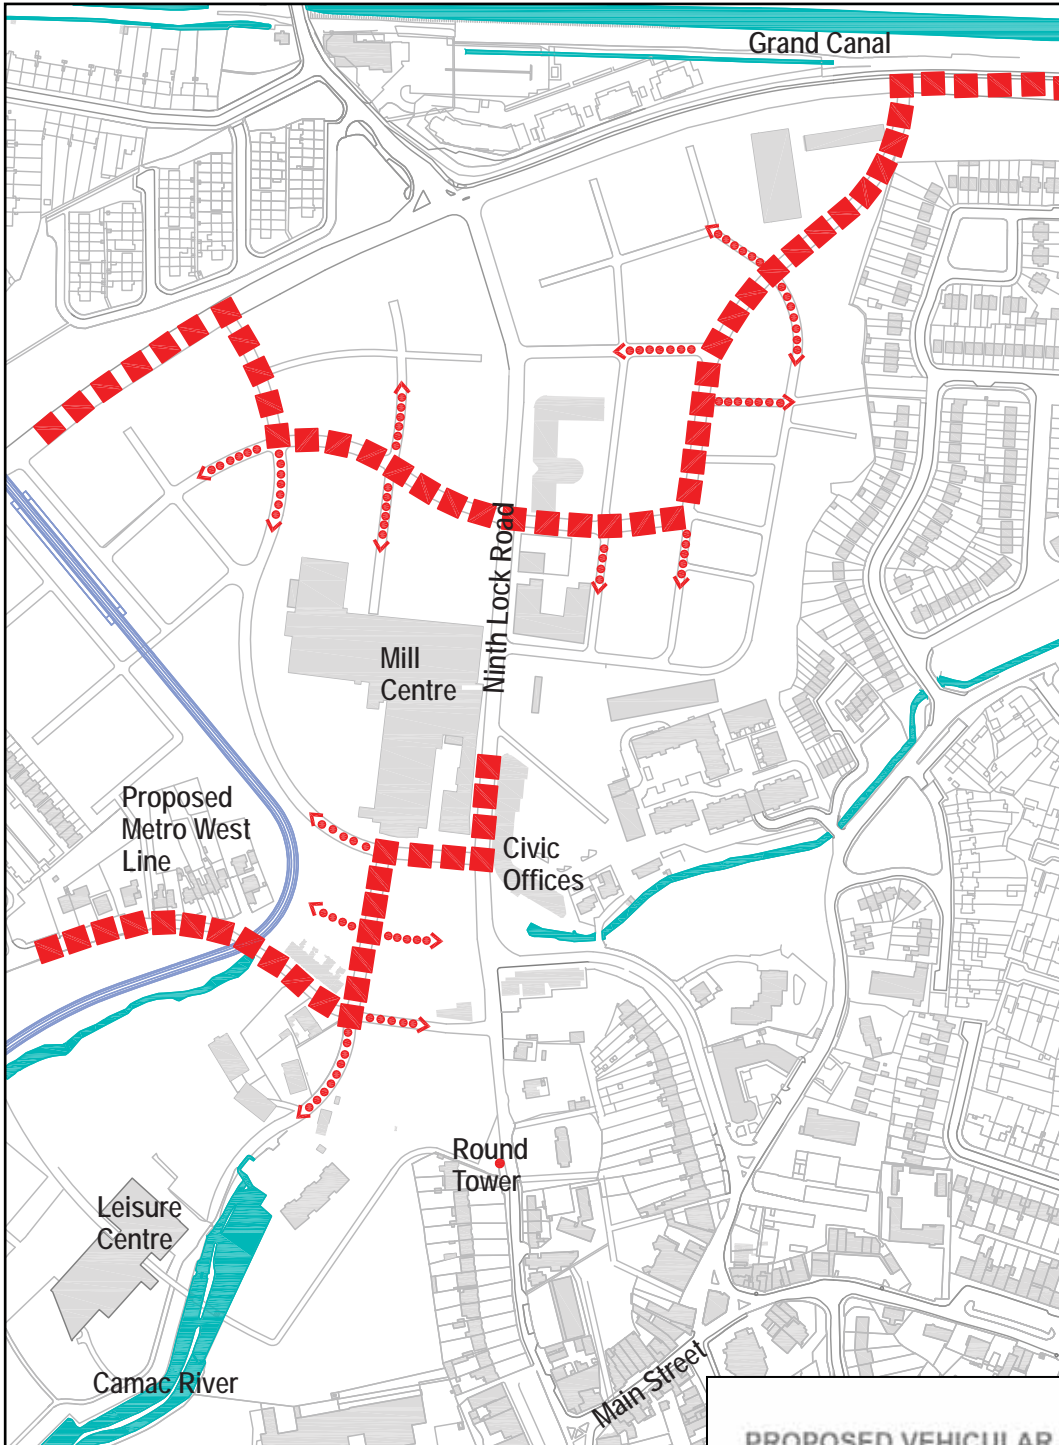 Grand Canal
Ninth Lock Road
Mill
Centre
Proposed
Metro West
Line
Civic
Offices
Round
Tower
Leisure
Centre
Camac River
Main Street
PROPOSED VEHICULAR